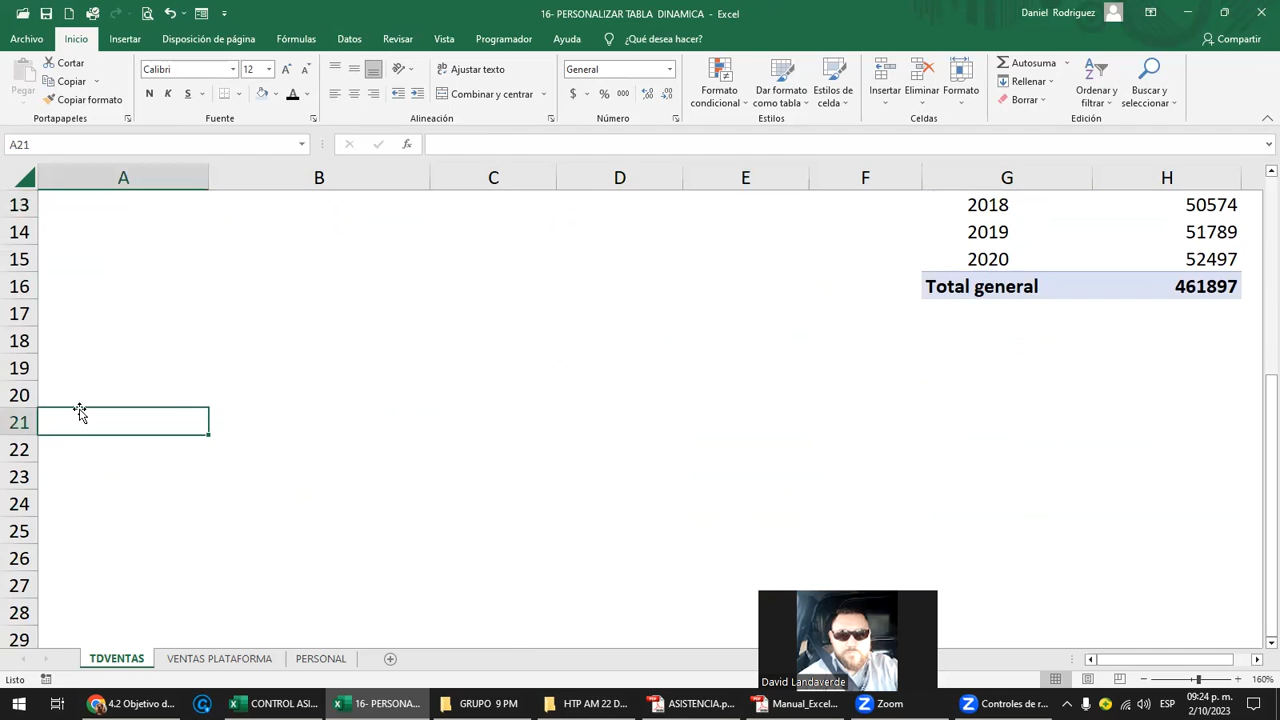 16- PERSONALIZAR TABLA DINAMICA - Excel
Daniel Rodriguez
Archivo Inicio Insertar Disposición de página Fórmulas Datos Revisar Vista Programador Ayuda ¿Qué desea hacer? Compartir
Pegar
Cortar
Copiar
Copiar formato
Portapapeles
Calibri 12
N K S
Fuente
Ajustar texto
Combinar y centrar
Alineación
General
$ % 000
Número
Formato condicional
Dar formato como tabla
Estilos de celda
Estilos
Insertar
Eliminar
Formato
Celdas
Autosuma
Rellenar
Borrar
Ordenar y filtrar
Buscar y seleccionar
Edición
A21
fx
A B C D E F G H
13 2018 50574
14 2019 51789
15 2020 52497
16 Total general 461897
17
18
19
20
21
22
23
24
25
26
27
28
29
David Landaverde
TDVENTAS VENTAS PLATAFORMA PERSONAL
Listo
160%
4.2 Objetivo d...
CONTROL ASI...
16- PERSONA...
GRUPO 9 PM
HTP AM 22 D...
ASISTENCIA.p...
Manual_Exce...
Zoom
Controles de r...
ESP
09:24 p. m.
2/10/2023